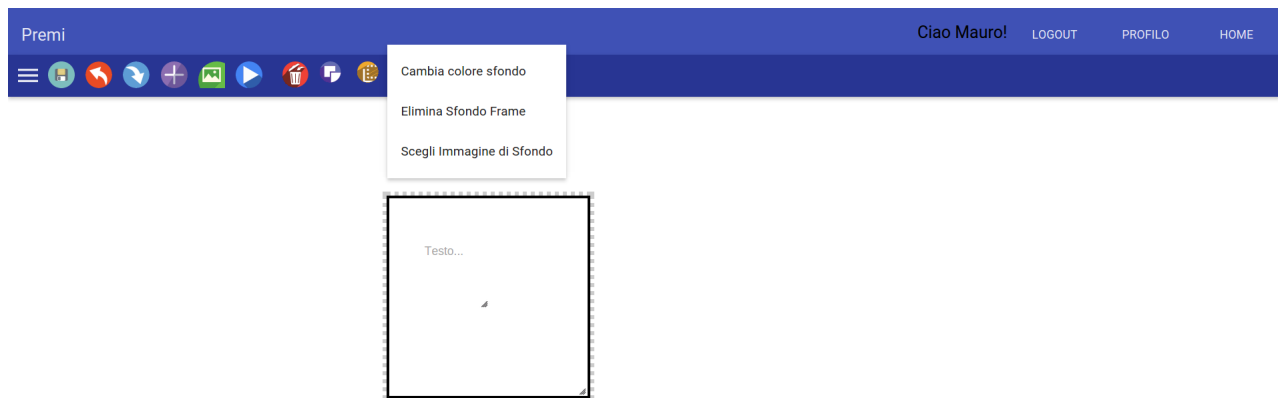 Premi
Ciao Mauro! LOGOUT PROFILO HOME
Cambia colore sfondo
Elimina Sfondo Frame
Scegli Immagine di Sfondo
Testo...